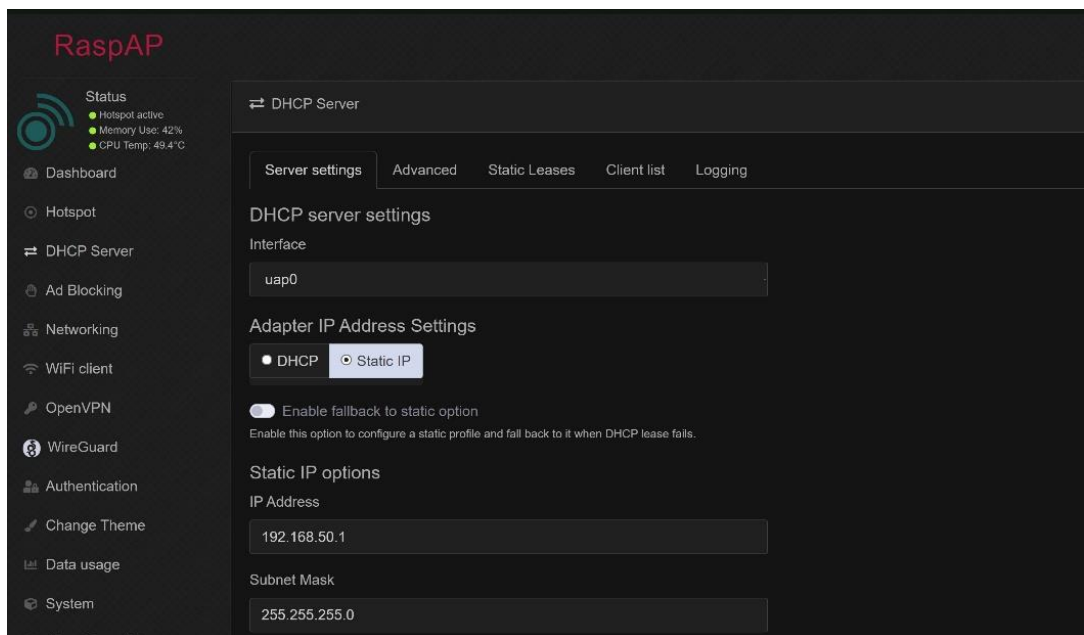 RaspAP
Status
Hotspot active
Memory Use: 42%
CPU Temp: 49.4°C
Dashboard
Hotspot
DHCP Server
Ad Blocking
Networking
WiFi client
OpenVPN
WireGuard
Authentication
Change Theme
Data usage
System
DHCP Server
Server settings Advanced Static Leases Client list Logging
DHCP server settings
Interface
uap0
Adapter IP Address Settings
DHCP Static IP
Enable fallback to static option
Enable this option to configure a static profile and fall back to it when DHCP lease fails.
Static IP options
IP Address
192.168.50.1
Subnet Mask
255.255.255.0